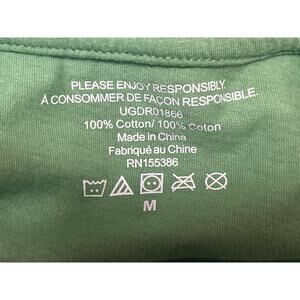 PLEASE ENJOY RESPONSIBLY
À CONSOMMER DE FAÇON RESPONSIBLE.
UGDR01866
100% Cotton/ 100% Coton
Made in China
Fabriqué au Chine
RN155386
M